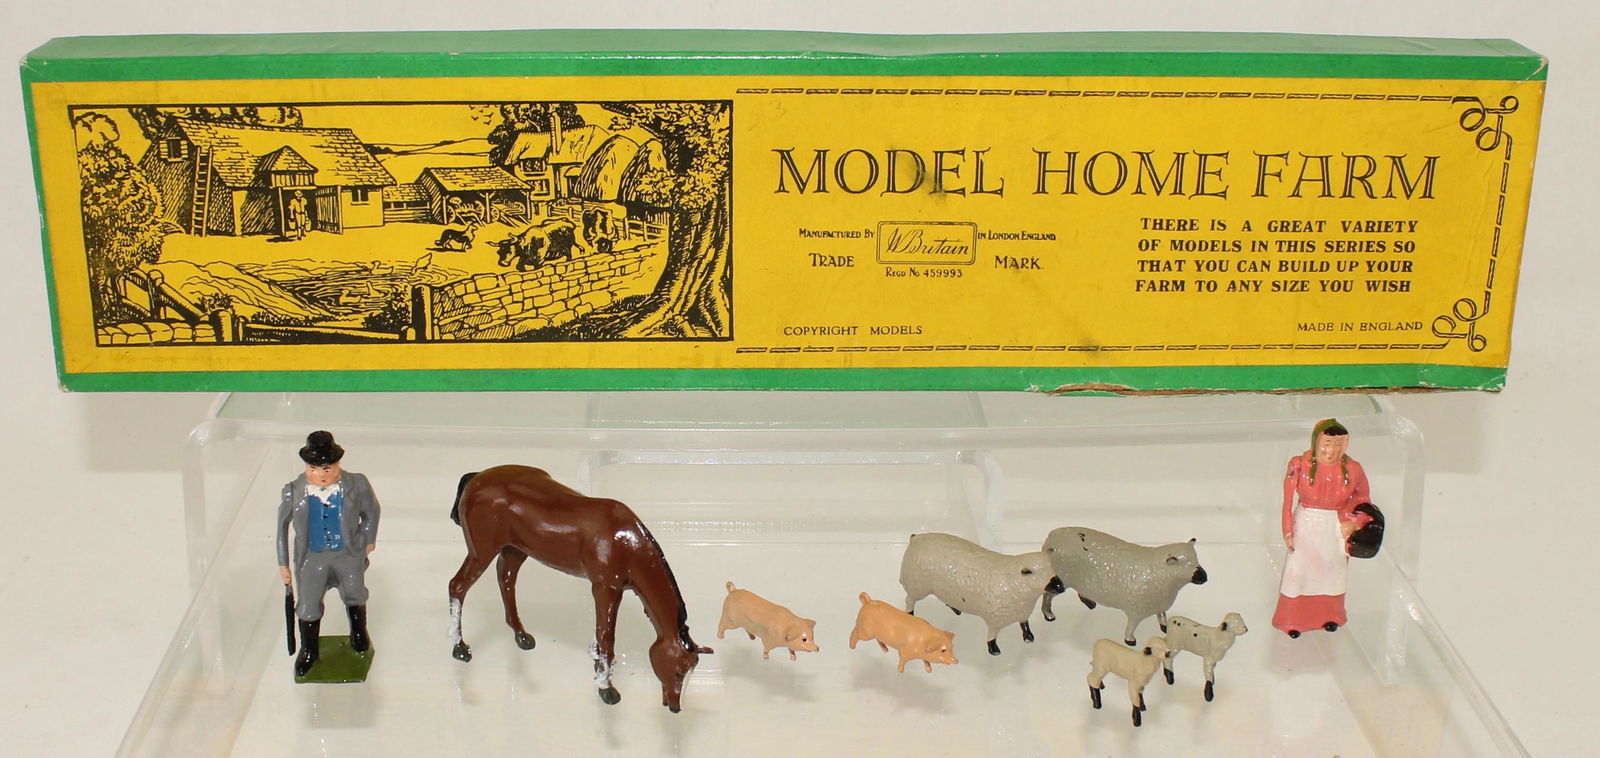 3
MODEL HOME FARM
MANUFACTURED BY W Britain IN LONDON ENGLAND
TRADE MARK.
REGD No. 459993.
THERE IS A GREAT VARIETY
OF MODELS IN THIS SERIES SO
THAT YOU CAN BUILD UP YOUR
FARM TO ANY SIZE YOU WISH
COPYRIGHT MODELS
MADE IN ENGLAND